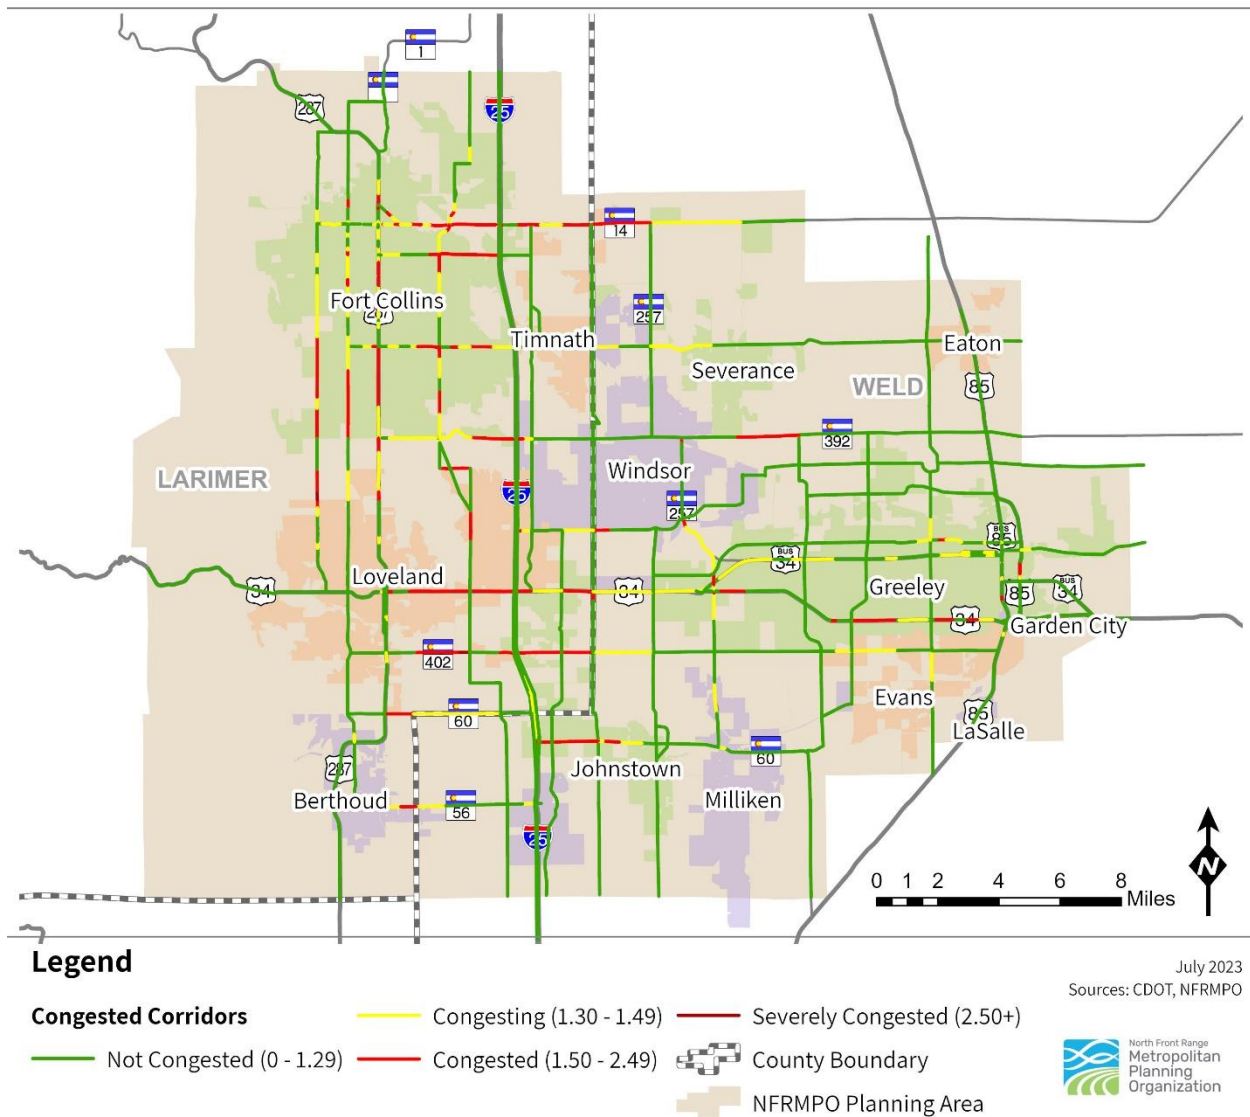 1
287
25
14
Fort Collins
287
257
Timnath
Eaton
Severance
85
WELD
392
LARIMER
Windsor
25
257
BUS
85
BUS
34
Loveland
34
34
Greeley
85
BUS
34
34
Garden City
402
Evans
60
85
LaSalle
Johnstown
60
287
Berthoud
56
Milliken
25
N
0 1 2 4 6 8
Miles
Legend
July 2023
Sources: CDOT, NFRMPO
Congested Corridors
Congesting (1.30 - 1.49)
Severely Congested (2.50+)
Not Congested (0 - 1.29)
Congested (1.50 - 2.49)
County Boundary
NFRMPO Planning Area
North Front Range
Metropolitan
Planning
Organization